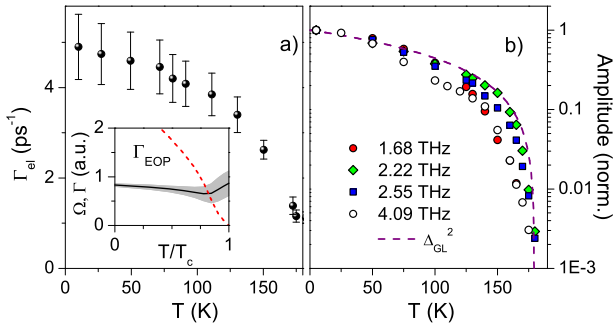 a)
b)
Γel (ps⁻¹)
4
2
0
Ω, Γ (a.u.)
2
1
0
ΓEOP
0
1
T/Tc
0
50
100
150
T (K)
1.68 THz
2.22 THz
2.55 THz
4.09 THz
ΔGL²
0
50
100
150
T (K)
1
0.1
0.01
1E-3
Amplitude (norm.)